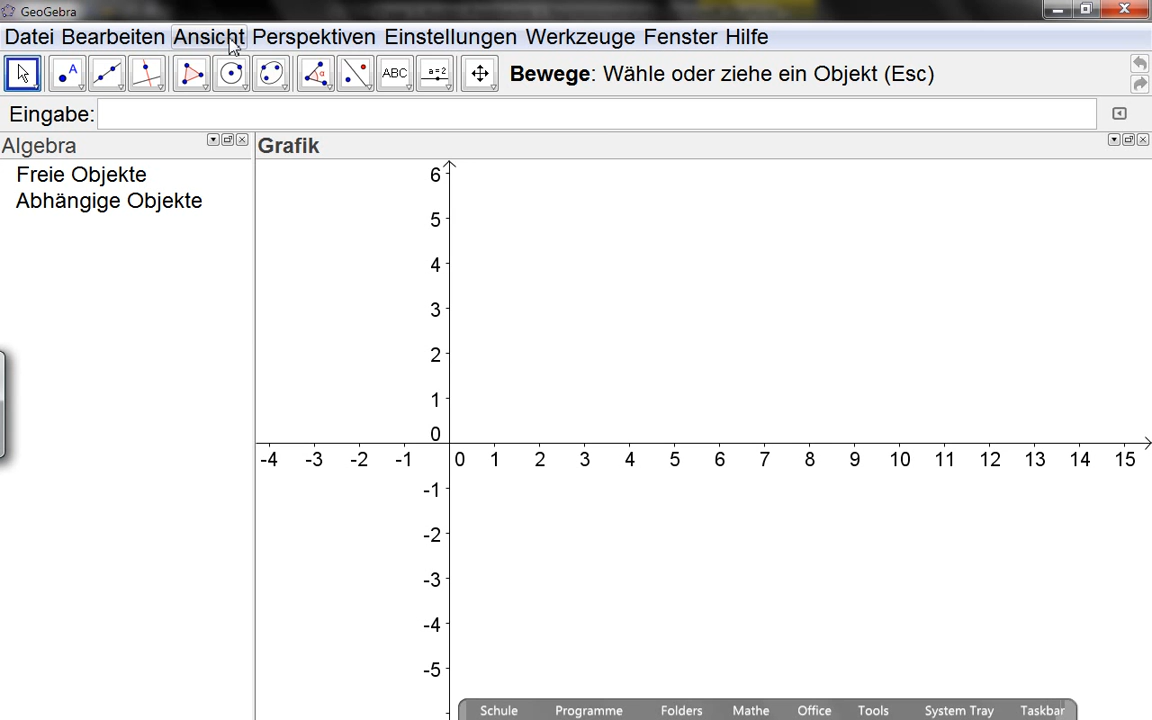 GeoGebra
Datei Bearbeiten Ansicht Perspektiven Einstellungen Werkzeuge Fenster Hilfe
A
α
ABC
a=2
Bewege: Wähle oder ziehe ein Objekt (Esc)
Eingabe:
Algebra
Grafik
Freie Objekte
Abhängige Objekte
6
5
4
3
2
1
0
-4 -3 -2 -1 0 1 2 3 4 5 6 7 8 9 10 11 12 13 14 15
-1
-2
-3
-4
-5
Schule Programme Folders Mathe Office Tools System Tray Taskbar